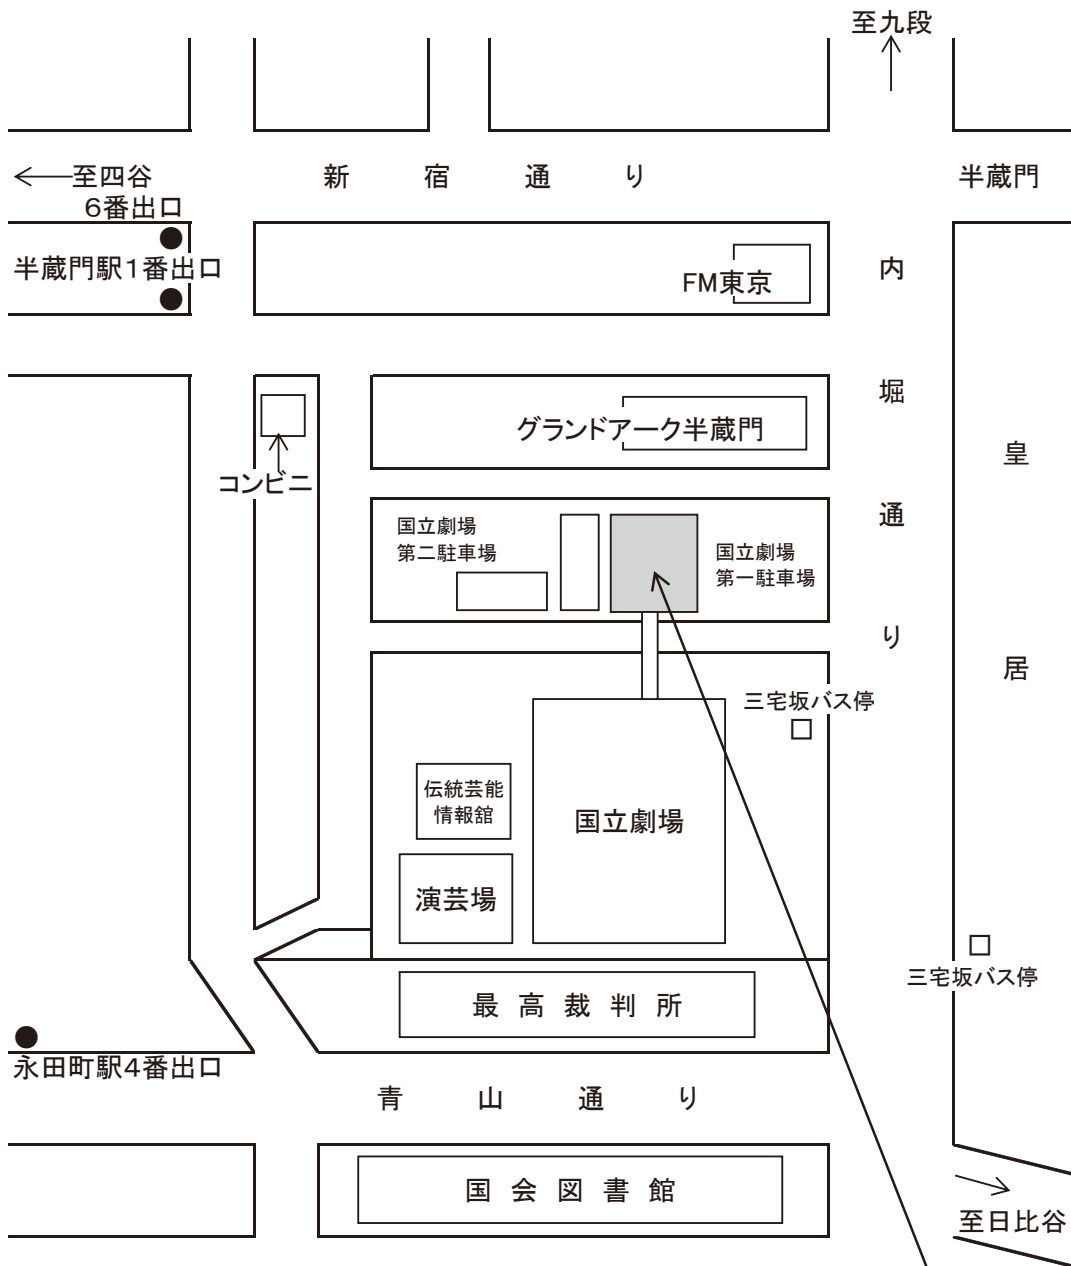 至九段
至四谷
新宿通り
半蔵門
6番出口
半蔵門駅1番出口
FM東京
内堀通り
グランドアーク半蔵門
コンビニ
皇居
国立劇場
第二駐車場
国立劇場
第一駐車場
三宅坂バス停
伝統芸能
情報舘
国立劇場
演芸場
三宅坂バス停
最高裁判所
永田町駅4番出口
青山通り
国会図書館
至日比谷